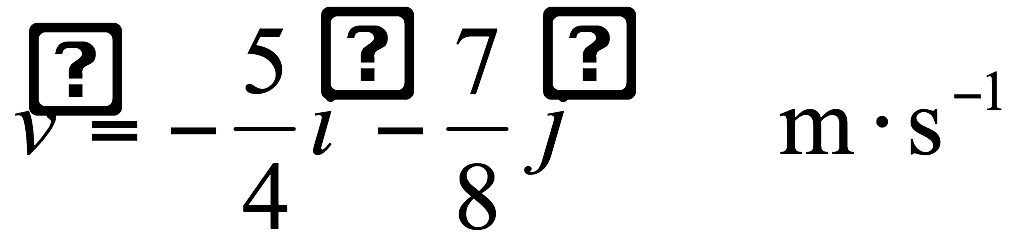 v⃗ = −5/4 i⃗ − 7/8 j⃗ m·s⁻¹